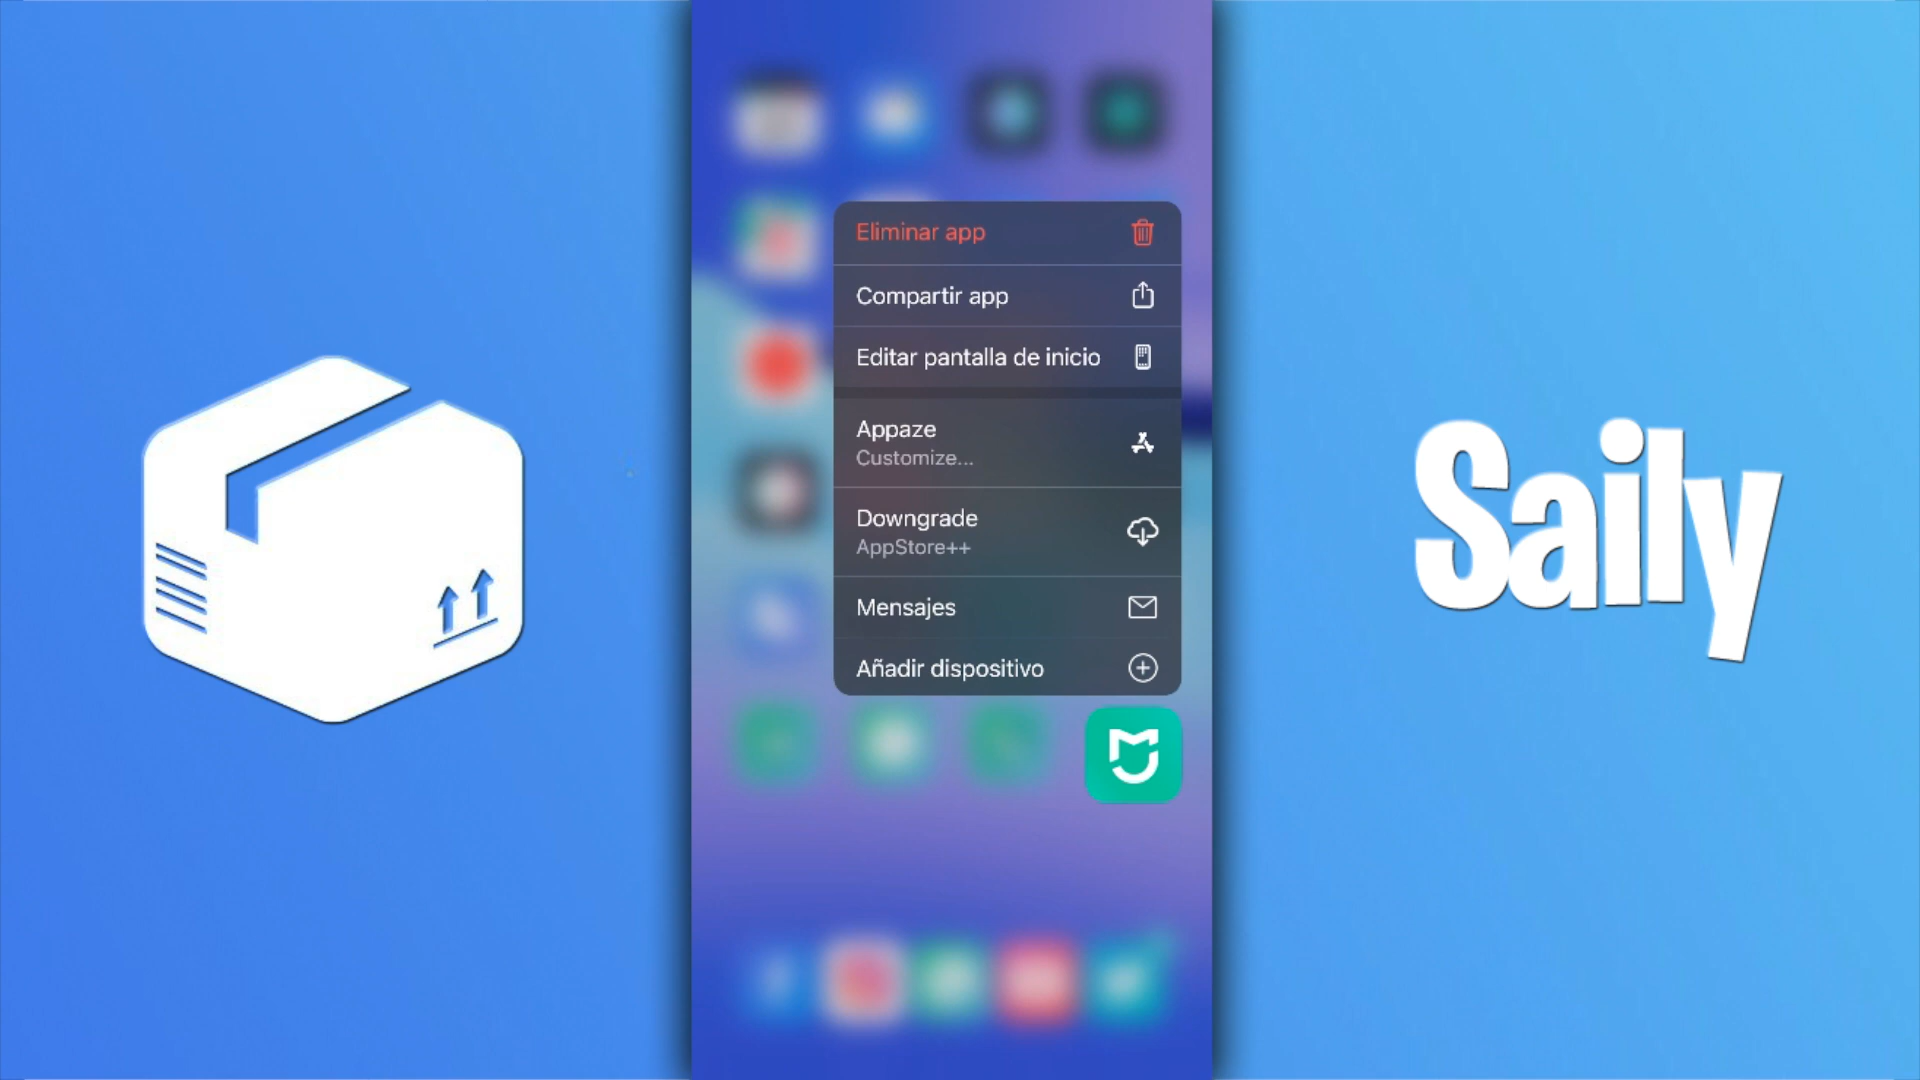 Eliminar app
Compartir app
Editar pantalla de inicio
Appaze
Customize...
Downgrade
AppStore++
Mensajes
Añadir dispositivo
Saily